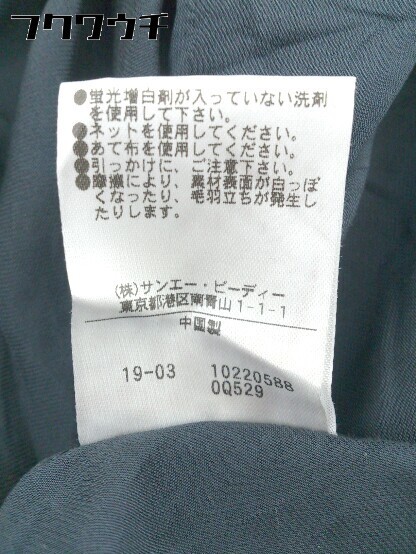 フクワウチ
●蛍光増白剤が入っていない洗剤
を使用して下さい。
●ネットを使用してください。
●あて布を使用してください。
●引っかけに、ご注意下さい。
●摩擦により、素材表面が白っぽ
くなったり、毛羽立ちが発生し
たりします。
(株)サンエー・ビーディー
東京都港区南青山1-1-1
中国製
19-03 10220588
0Q529